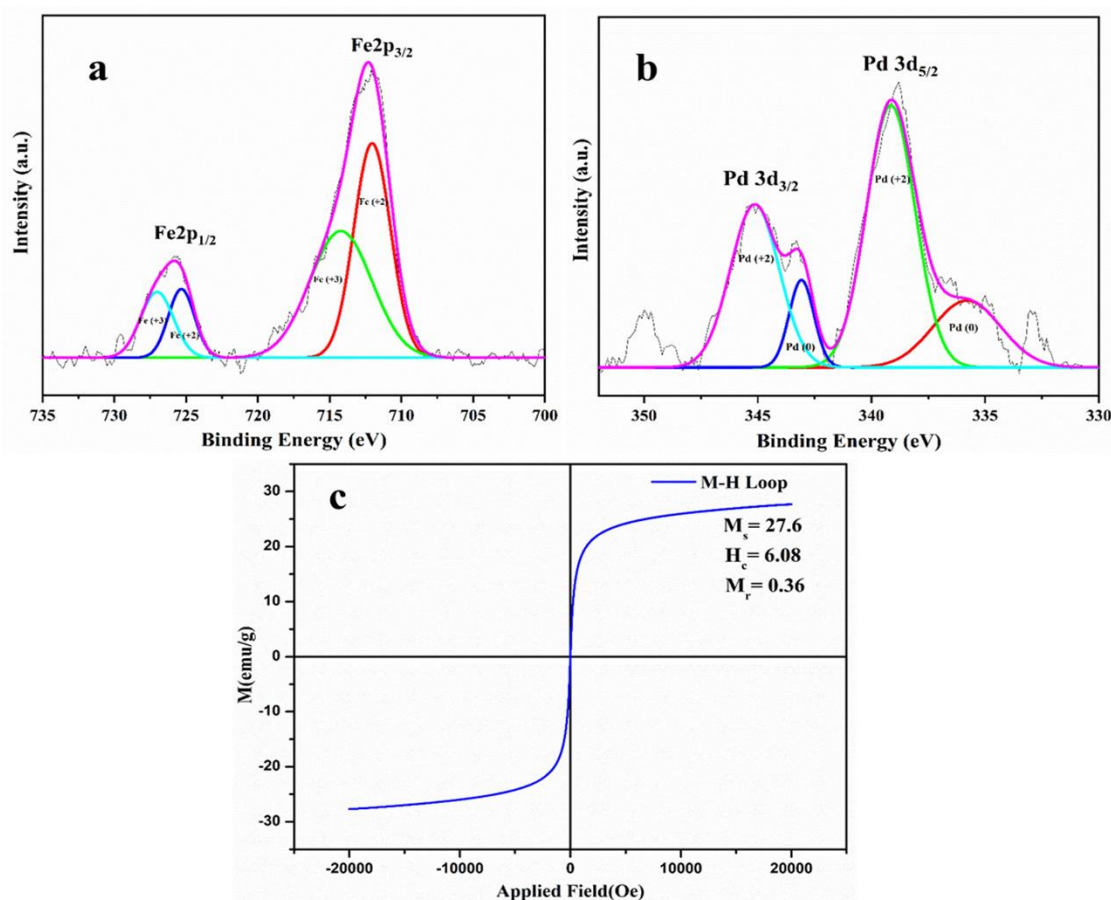 a
Fe2p3/2
Fe2p1/2
Fe (+2)
Fe (+3)
Fe (+3)
Fe (+2)
Intensity (a.u.)
735 730 725 720 715 710 705 700
Binding Energy (eV)
b
Pd 3d5/2
Pd 3d3/2
Pd (+2)
Pd (+2)
Pd (0)
Pd (0)
Intensity (a.u.)
350 345 340 335 330
Binding Energy (eV)
c
M-H Loop
Ms= 27.6
Hc= 6.08
Mr= 0.36
M(emu/g)
30
20
10
0
-10
-20
-30
-20000 -10000 0 10000 20000
Applied Field(Oe)